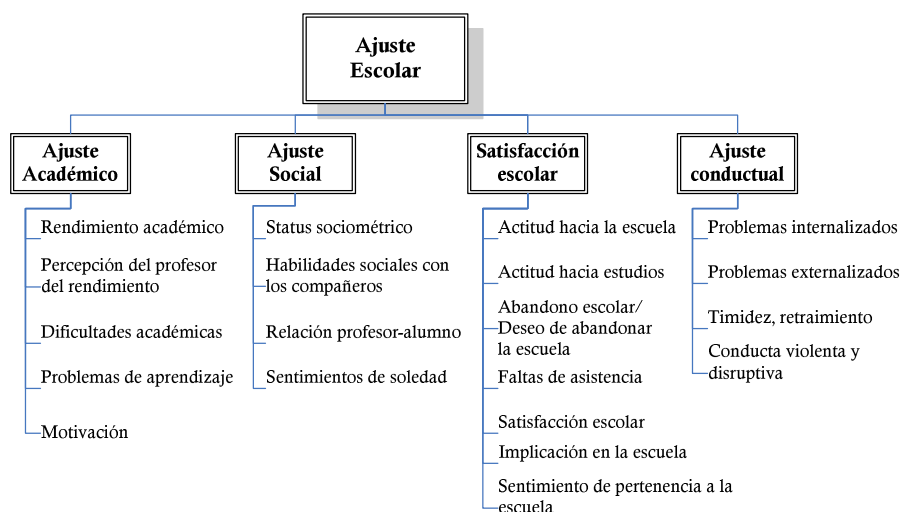 Ajuste
Escolar
Ajuste
Académico
Rendimiento académico
Percepción del profesor
del rendimiento
Dificultades académicas
Problemas de aprendizaje
Motivación
Ajuste
Social
Status sociométrico
Habilidades sociales con
los compañeros
Relación profesor-alumno
Sentimientos de soledad
Satisfacción
escolar
Actitud hacia la escuela
Actitud hacia estudios
Abandono escolar/
Deseo de abandonar
la escuela
Faltas de asistencia
Satisfacción escolar
Implicación en la escuela
Sentimiento de pertenencia a la
escuela
Ajuste
conductual
Problemas internalizados
Problemas externalizados
Timidez, retraimiento
Conducta violenta y
disruptiva